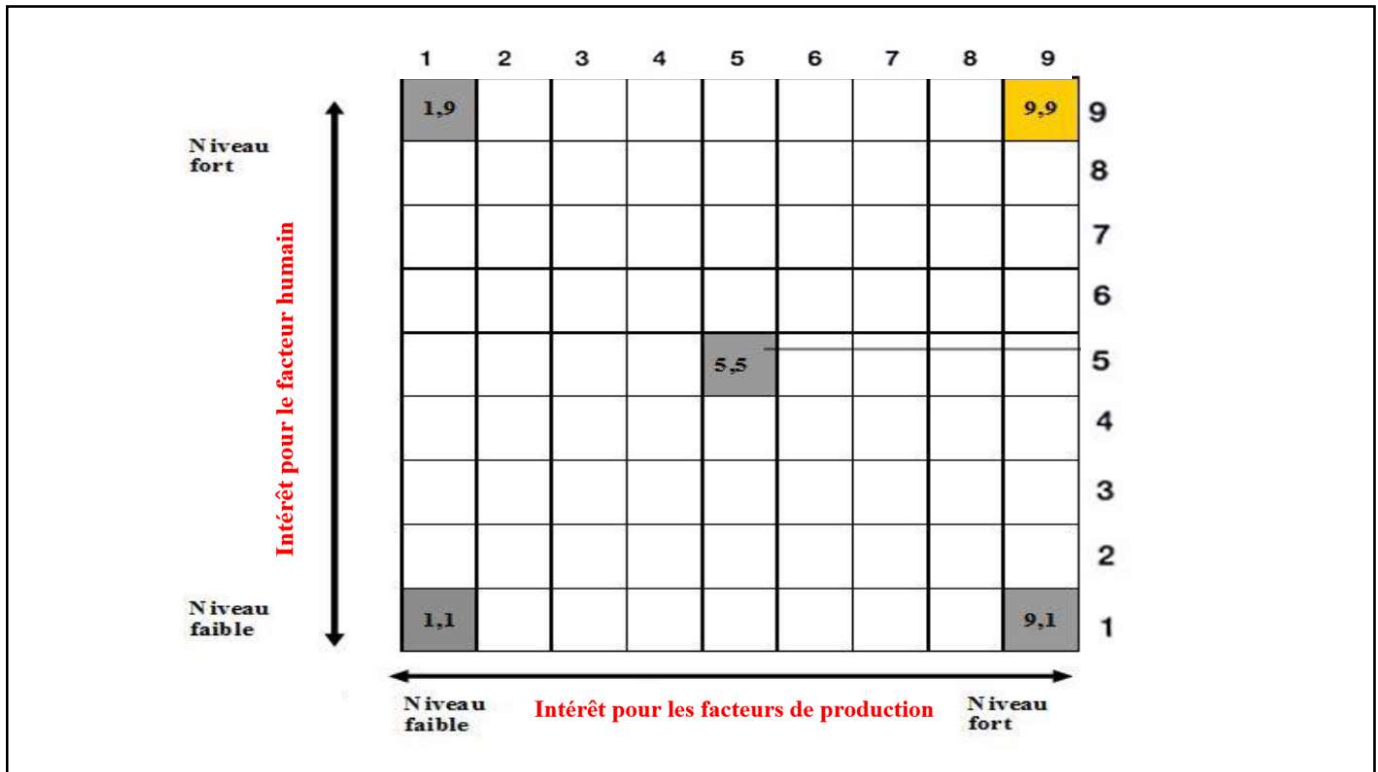 1 2 3 4 5 6 7 8 9
1,9 9,9 9
Niveau
fort
8
7
Intérêt pour le facteur humain
6
5,5 5
4
3
2
Niveau
faible
1,1 9,1 1
Niveau
faible
Intérêt pour les facteurs de production
Niveau
fort